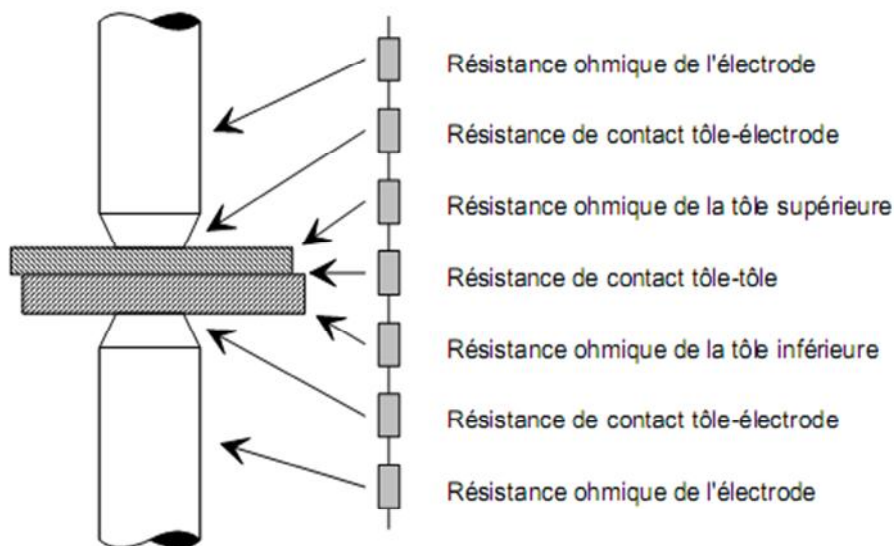 Résistance ohmique de l'électrode
Résistance de contact tôle-électrode
Résistance ohmique de la tôle supérieure
Résistance de contact tôle-tôle
Résistance ohmique de la tôle inférieure
Résistance de contact tôle-électrode
Résistance ohmique de l'électrode